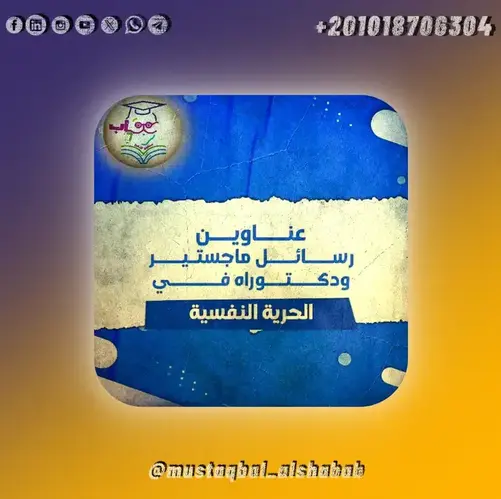 +201018706304
عناوين
رسائل ماجستير
ودكتوراه في
الحرية النفسية
@mustaqbal_alshabab